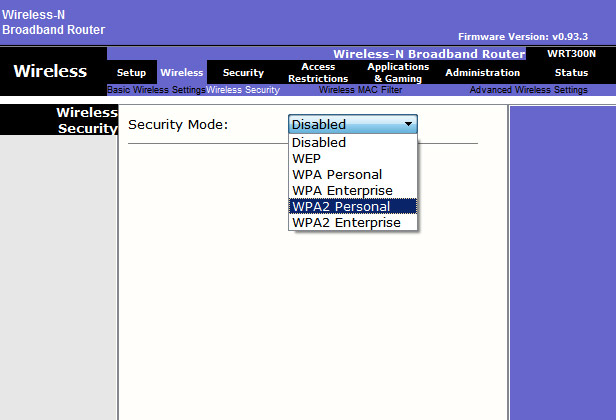 Wireless-N
Broadband Router
Firmware Version: v0.93.3
Wireless-N Broadband Router WRT300N
Wireless
Setup Wireless Security Access Restrictions Applications & Gaming Administration Status
Basic Wireless Settings Wireless Security Wireless MAC Filter Advanced Wireless Settings
Wireless
Security
Security Mode: Disabled
Disabled
WEP
WPA Personal
WPA Enterprise
WPA2 Personal
WPA2 Enterprise